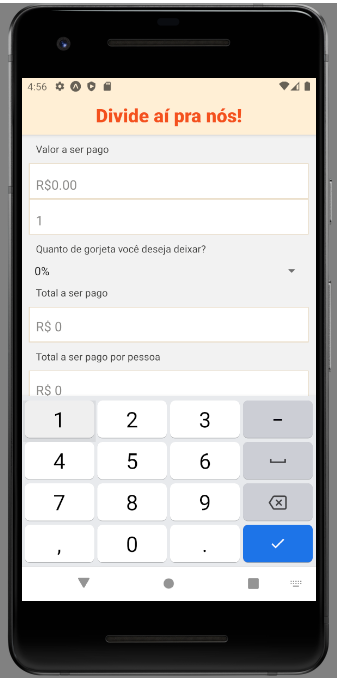 4:56
Divide aí pra nós!
Valor a ser pago
R$0.00
1
Quanto de gorjeta você deseja deixar?
0%
Total a ser pago
R$ 0
Total a ser pago por pessoa
R$ 0
1 2 3 -
4 5 6
7 8 9
, 0 .